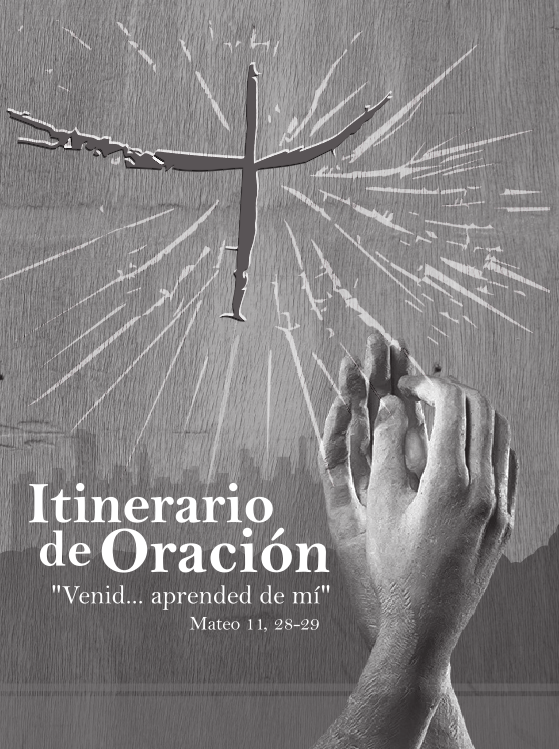 Itinerario
de Oración
"Venid... aprended de mí"
Mateo 11, 28-29